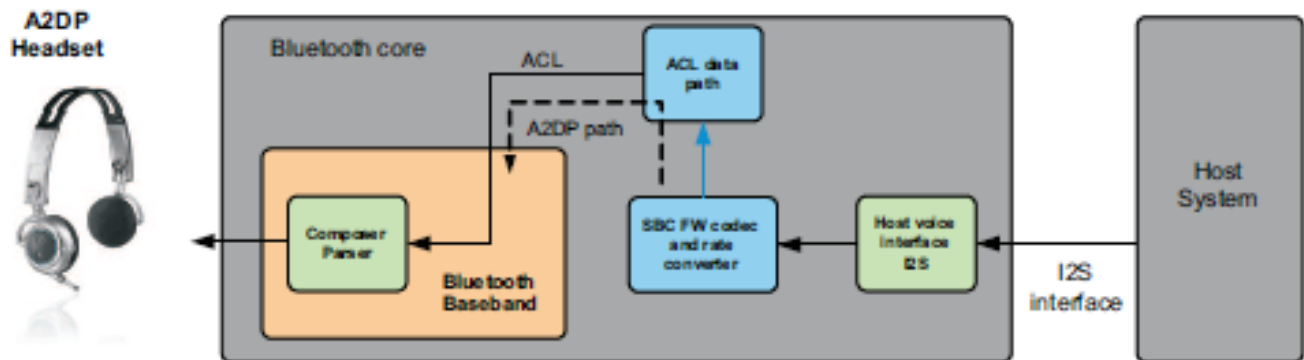 A2DP
Headset
Bluetooth core
ACL
ACL data
path
A2DP path
Host
System
Composer
Parser
SBC FW codec
and rate
converter
Host voice
Interface
I2S
Bluetooth
Baseband
I2S
interface